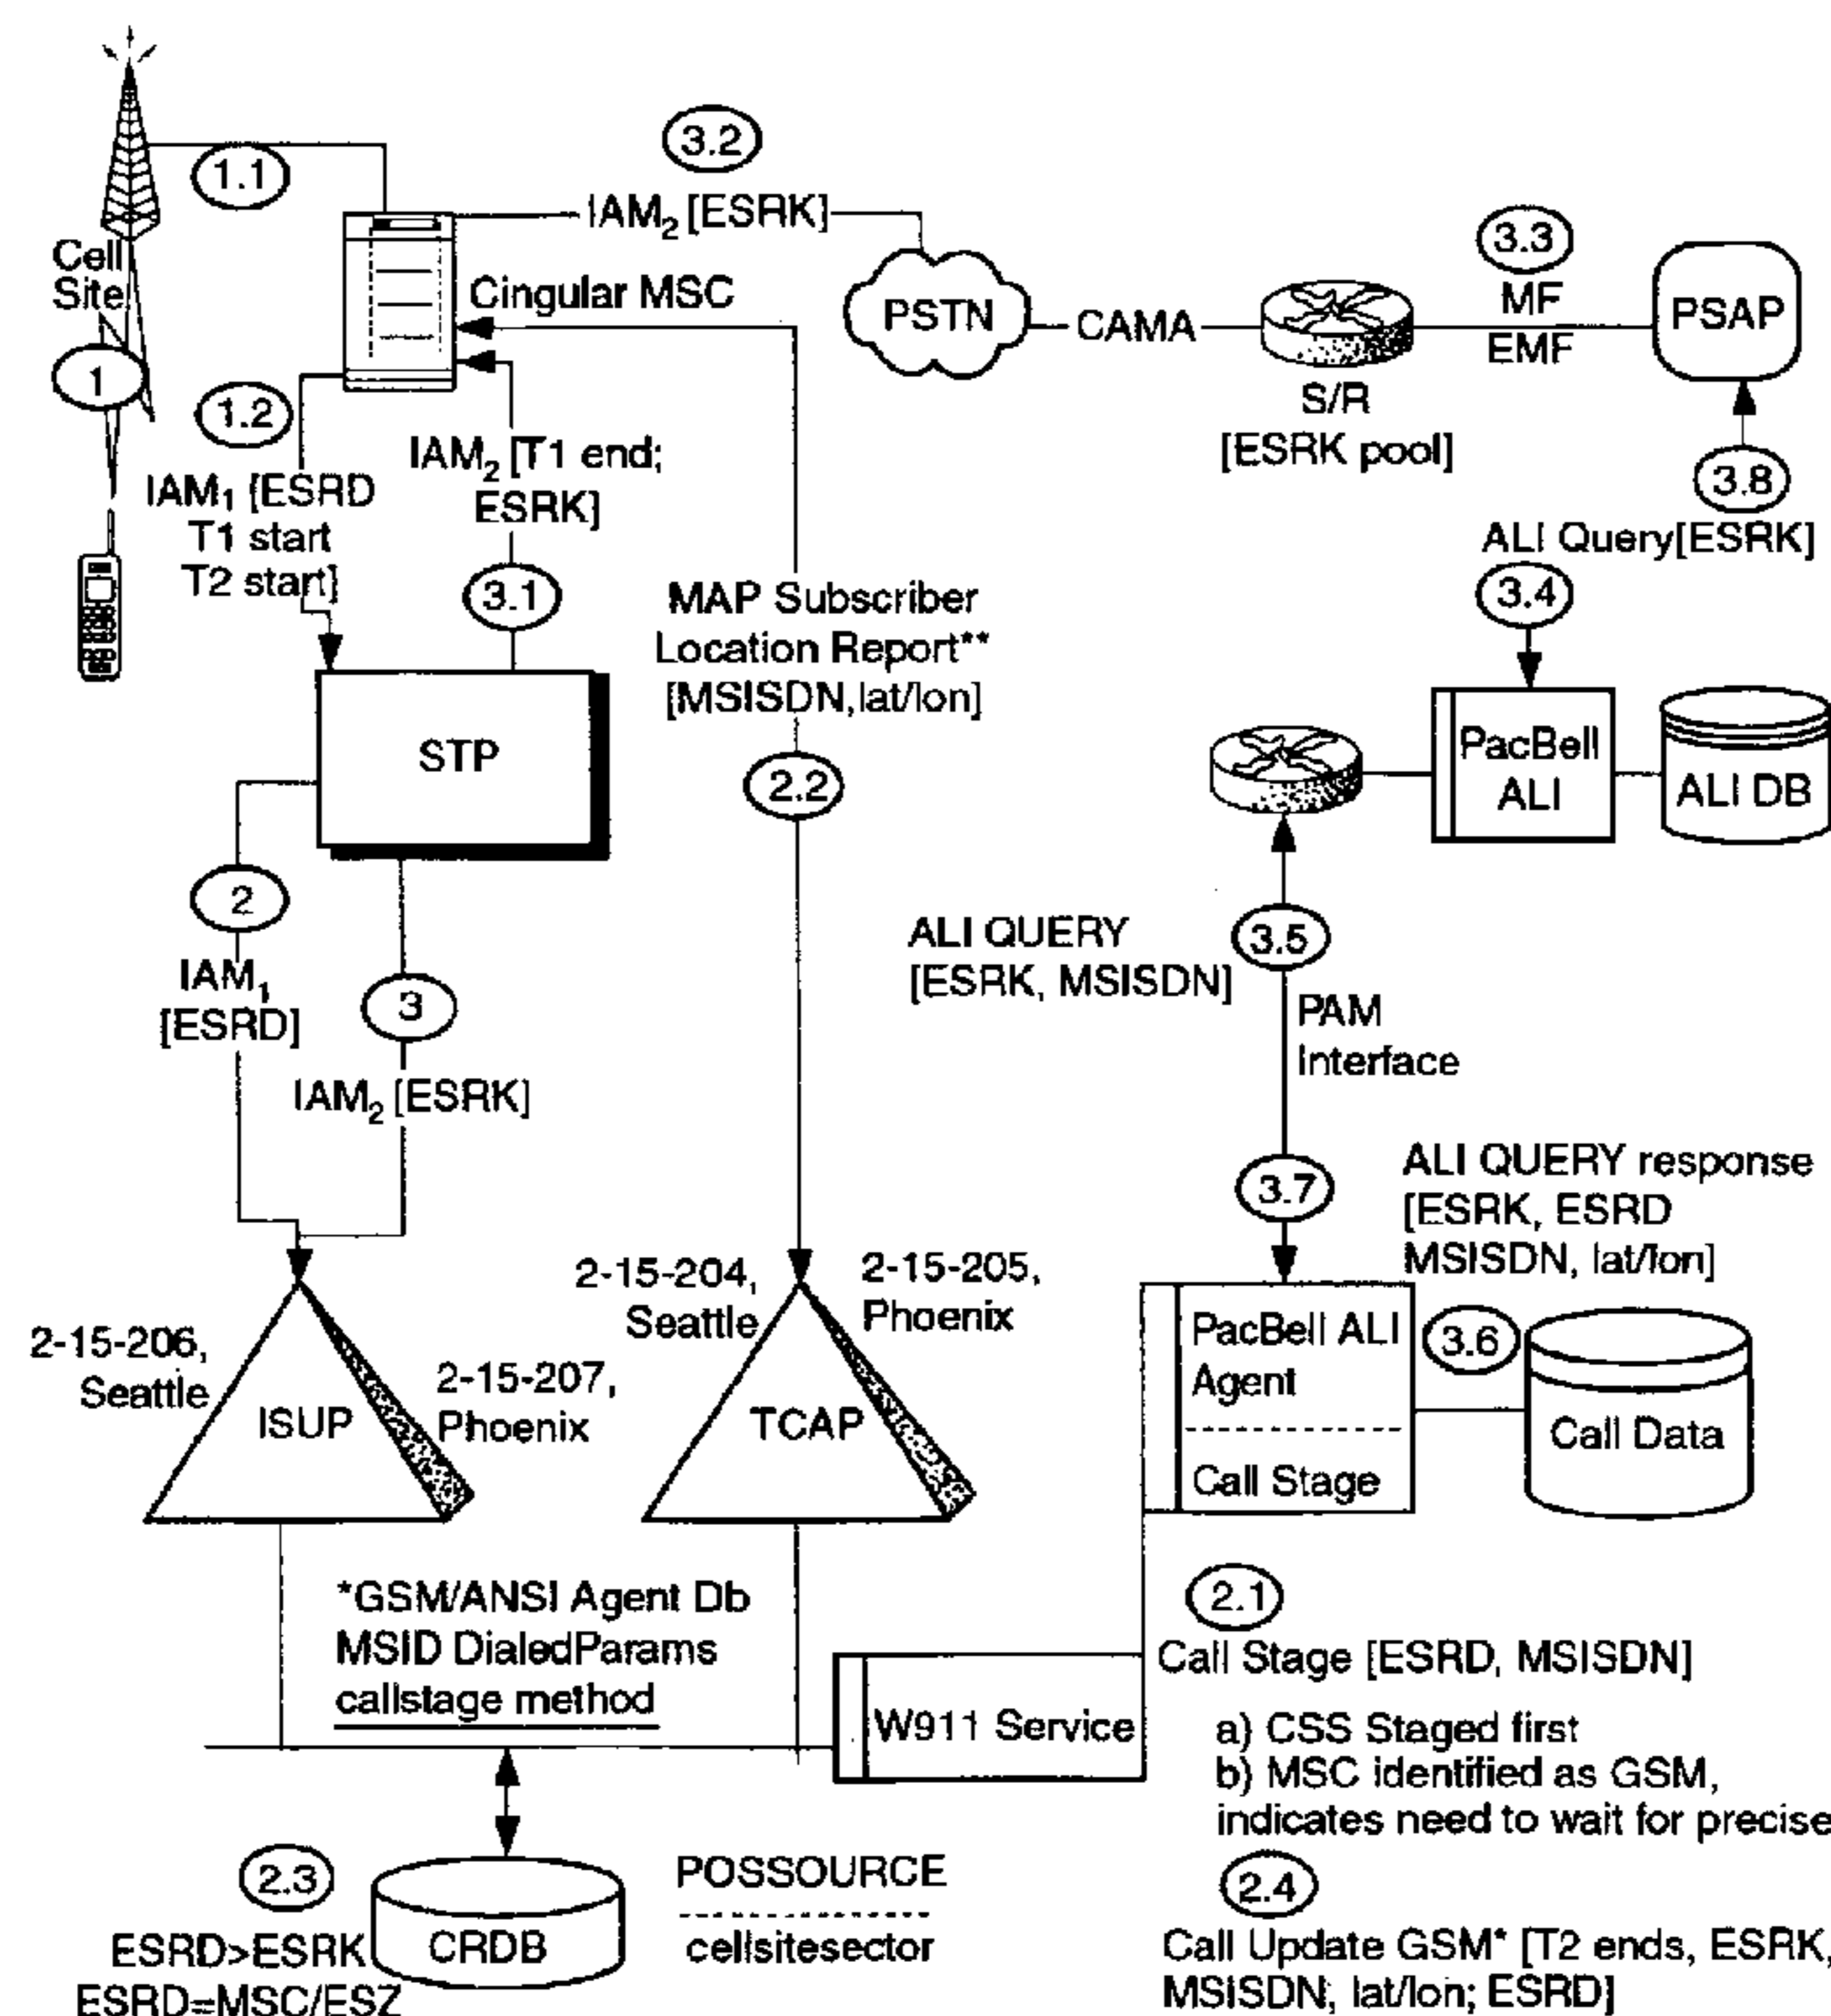 3.2
1.1
IAM2 [ESRK]
3.3
MF
EMF
Cell
Site
Cingular MSC
PSTN
CAMA
PSAP
1
1.2
S/R
[ESRK pool]
IAM2 [T1 end;
ESRK]
IAM1 [ESRD
T1 start
T2 start]
3.8
ALI Query[ESRK]
3.1
3.4
MAP Subscriber
Location Report**
[MSISDN,lat/lon]
STP
2.2
PacBell
ALI
ALI DB
2
ALI QUERY
[ESRK, MSISDN]
3.5
IAM1
[ESRD]
3
PAM
Interface
IAM2 [ESRK]
3.7
ALI QUERY response
[ESRK, ESRD
MSISDN, lat/lon]
2-15-204,
Seattle
2-15-205,
Phoenix
2-15-206,
Seattle
2-15-207,
Phoenix
ISUP
TCAP
PacBell ALI
Agent
Call Stage
3.6
Call Data
*GSM/ANSI Agent Db
MSID DialedParams
callstage method
2.1
Call Stage [ESRD, MSISDN]
W911 Service
a) CSS Staged first
b) MSC identified as GSM,
indicates need to wait for precise
2.3
ESRD>ESRK
ESRD=MSC/ESZ
CRDB
POSSOURCE
cellsitesector
2.4
Call Update GSM* [T2 ends, ESRK,
MSISDN; lat/lon; ESRD]